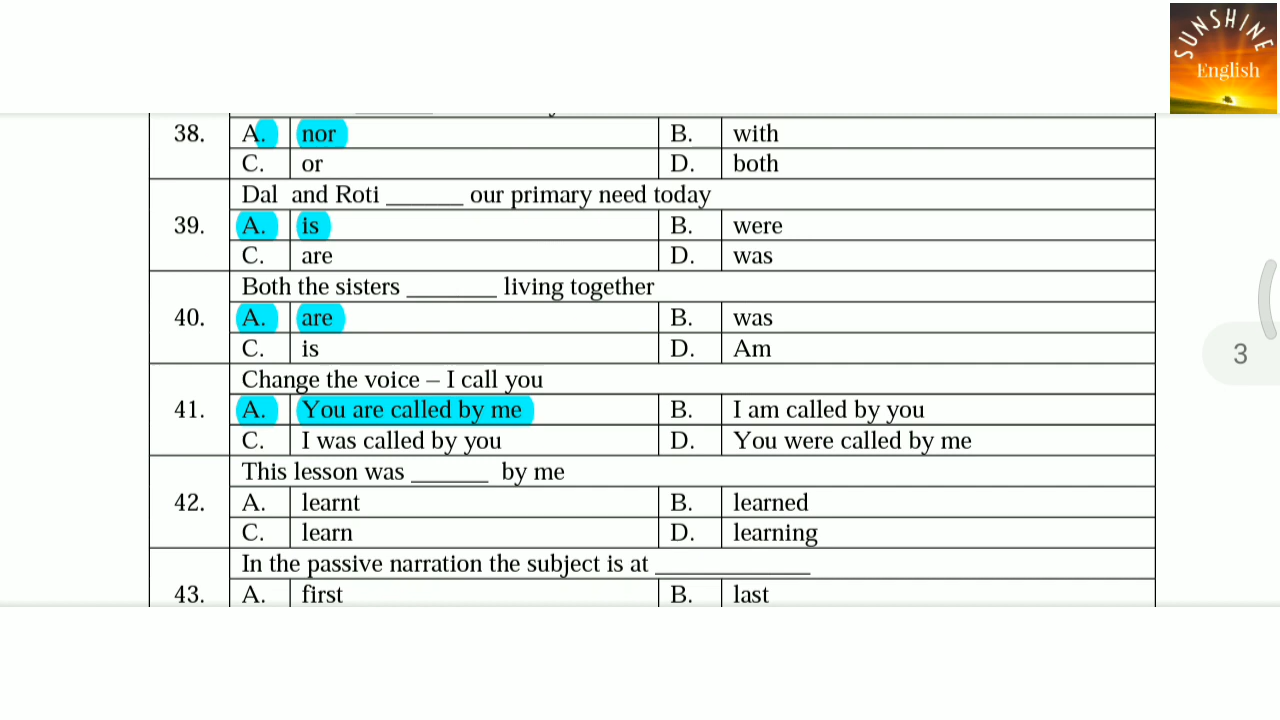 SUNSHINE
English
38. A. nor B. with
C. or D. both
Dal and Roti _______ our primary need today
39. A. is B. were
C. are D. was
Both the sisters ________ living together
40. A. are B. was
C. is D. Am
Change the voice – I call you
41. A. You are called by me B. I am called by you
C. I was called by you D. You were called by me
This lesson was _______ by me
42. A. learnt B. learned
C. learn D. learning
In the passive narration the subject is at ______________
43. A. first B. last
3